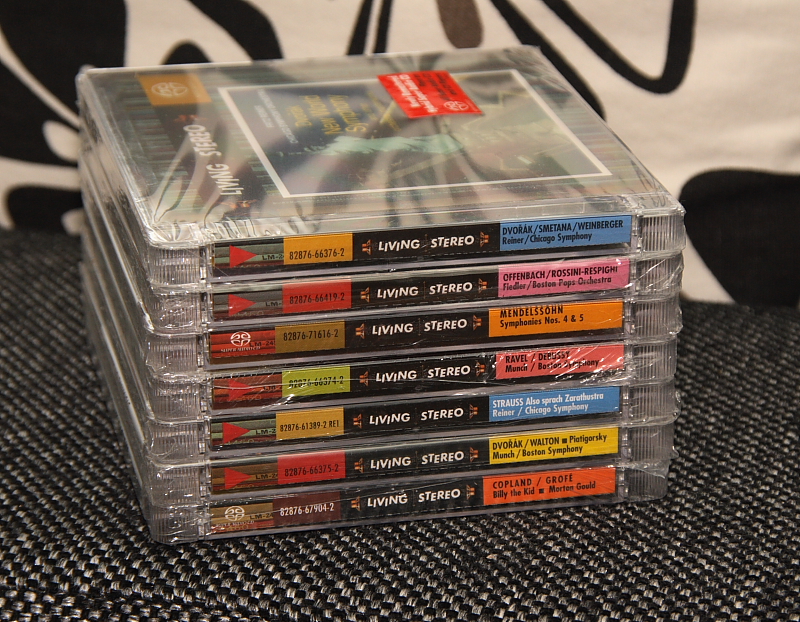 LIVING STEREO
82876-66376-2
LIVING STEREO
DVOŘÁK/SMETANA/WEINBERGER
Reiner/Chicago Symphony
82876-66419-2
LIVING STEREO
OFFENBACH/ROSSINI-RESPIGHI
Fiedler/Boston Pops Orchestra
82876-71616-2
LIVING STEREO
MENDELSSOHN
Symphonies Nos. 4 & 5
82876-66374-2
LIVING STEREO
RAVEL / DEBUSSY
Munch / Boston Symphony
82876-61389-2 RE1
LIVING STEREO
STRAUSS Also sprach Zarathustra
Reiner / Chicago Symphony
82876-66375-2
LIVING STEREO
DVOŘÁK/WALTON ■ Piatigorsky
Munch/Boston Symphony
82876-67904-2
LIVING STEREO
COPLAND / GROFÉ
Billy the Kid ■ Morton Gould